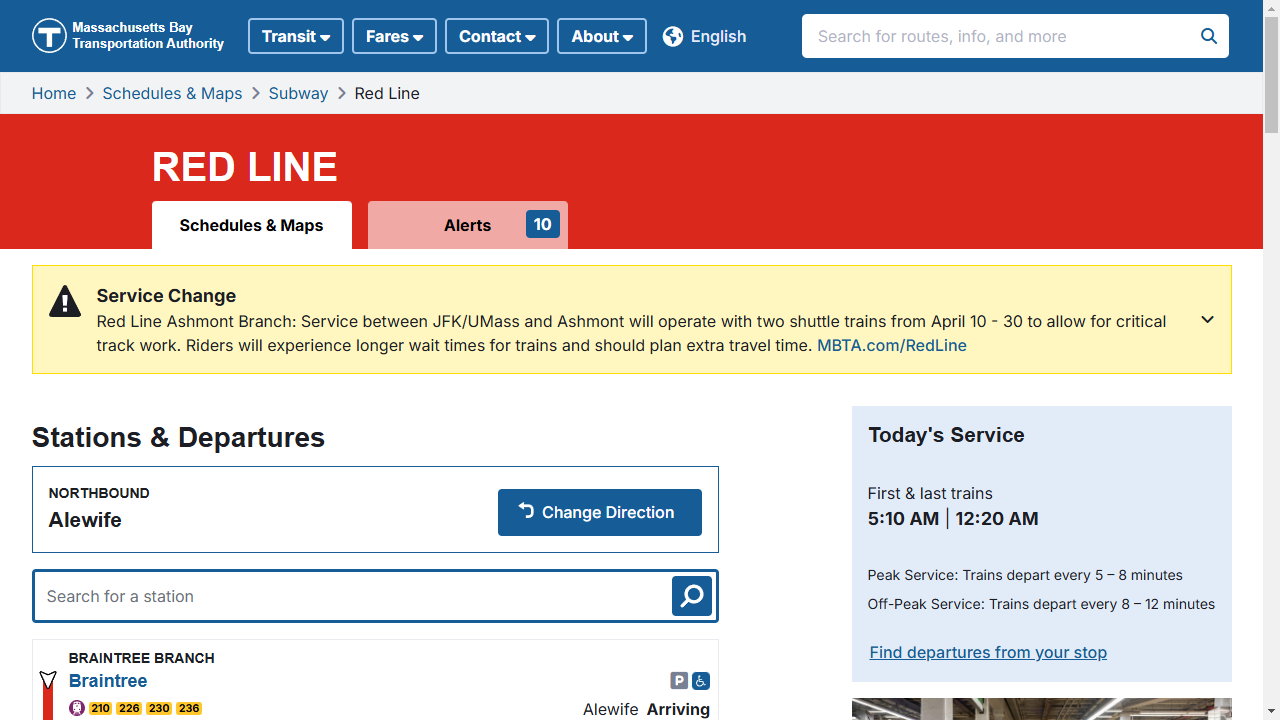 Massachusetts Bay
Transportation Authority
Transit
Fares
Contact
About
English
Search for routes, info, and more
Home
Schedules & Maps
Subway
Red Line
RED LINE
Schedules & Maps
Alerts
10
Service Change
Red Line Ashmont Branch: Service between JFK/UMass and Ashmont will operate with two shuttle trains from April 10 - 30 to allow for critical
track work. Riders will experience longer wait times for trains and should plan extra travel time. MBTA.com/RedLine
Stations & Departures
NORTHBOUND
Alewife
Change Direction
Search for a station
BRAINTREE BRANCH
Braintree
P
210 226 230 236
Alewife Arriving
Today's Service
First & last trains
5:10 AM | 12:20 AM
Peak Service: Trains depart every 5 – 8 minutes
Off-Peak Service: Trains depart every 8 – 12 minutes
Find departures from your stop